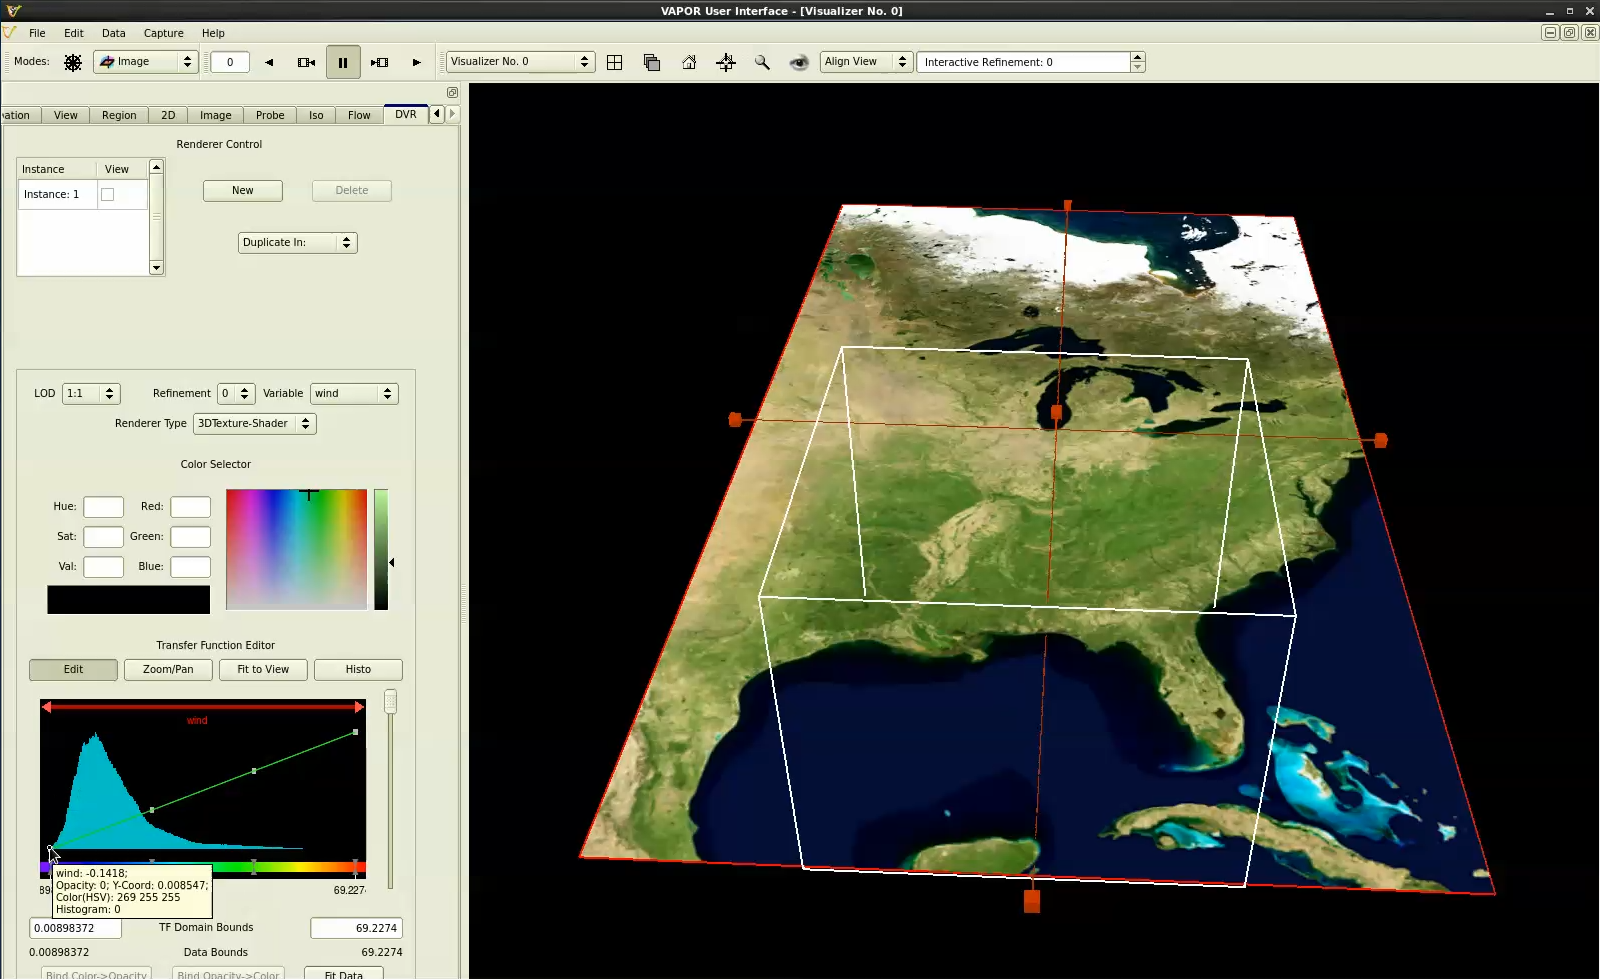 VAPOR User Interface - [Visualizer No. 0]
File Edit Data Capture Help
Modes: Image 0 Visualizer No. 0 Align View Interactive Refinement: 0
View Region 2D Image Probe Iso Flow DVR
Renderer Control
Instance View
Instance: 1
New Delete
Duplicate In:
LOD 1:1 Refinement 0 Variable wind
Renderer Type 3DTexture-Shader
Color Selector
Hue: Red:
Sat: Green:
Val: Blue:
Transfer Function Editor
Edit Zoom/Pan Fit to View Histo
wind
wind: -0.1418;
Opacity: 0; Y-Coord: 0.008547;
Color(HSV): 269 255 255
Histogram: 0
69.227
0.00898372 TF Domain Bounds 69.2274
0.00898372 Data Bounds 69.2274
Bind Color->Opacity Bind Opacity->Color Fit Data